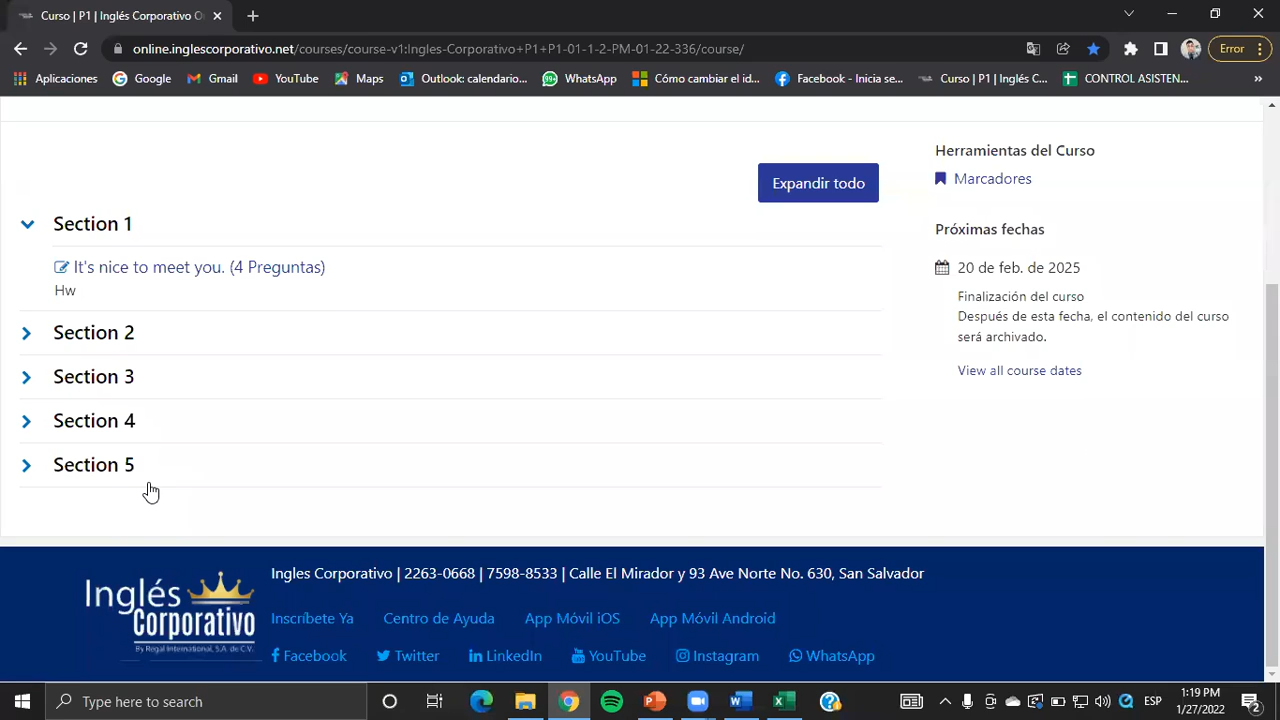 Curso | P1 | Inglés Corporativo O
online.inglescorporativo.net/courses/course-v1:Ingles-Corporativo+P1+P1-01-1-2-PM-01-22-336/course/
Error
Aplicaciones
Google
Gmail
YouTube
Maps
Outlook: calendario...
99+
WhatsApp
Cómo cambiar el id...
Facebook - Inicia se...
Curso | P1 | Inglés C...
CONTROL ASISTEN...
»
Expandir todo
Section 1
It's nice to meet you. (4 Preguntas)
Hw
Section 2
Section 3
Section 4
Section 5
Herramientas del Curso
Marcadores
Próximas fechas
20 de feb. de 2025
Finalización del curso
Después de esta fecha, el contenido del curso
será archivado.
View all course dates
Inglés
Corporativo
By Regal International, S.A. de C.V.
Ingles Corporativo | 2263-0668 | 7598-8533 | Calle El Mirador y 93 Ave Norte No. 630, San Salvador
Inscríbete Ya
Centro de Ayuda
App Móvil iOS
App Móvil Android
Facebook
Twitter
LinkedIn
YouTube
Instagram
WhatsApp
Type here to search
ESP
1:19 PM
1/27/2022
2